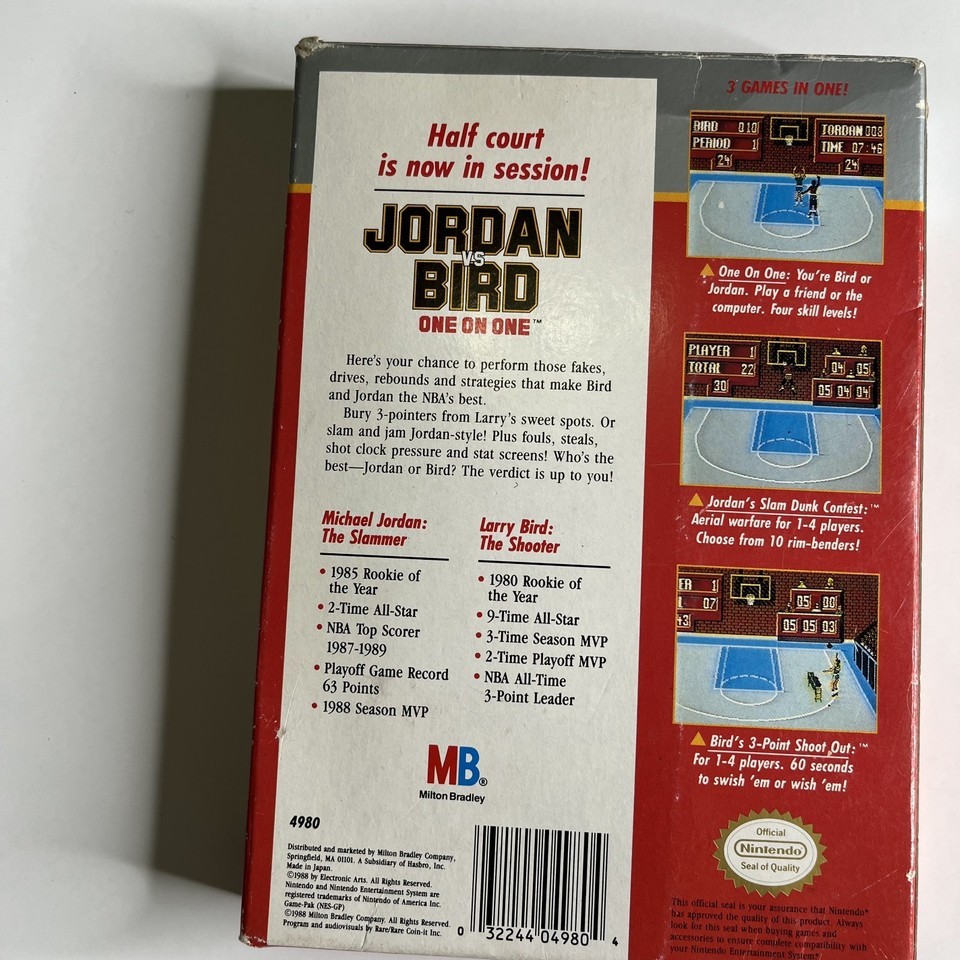 Half court
is now in session!
JORDAN
VS
BIRD
ONE ON ONE™
Here's your chance to perform those fakes,
drives, rebounds and strategies that make Bird
and Jordan the NBA's best.
Bury 3-pointers from Larry's sweet spots. Or
slam and jam Jordan-style! Plus fouls, steals,
shot clock pressure and stat screens! Who's the
best—Jordan or Bird? The verdict is up to you!
Michael Jordan:
The Slammer
• 1985 Rookie of
the Year
• 2-Time All-Star
• NBA Top Scorer
1987-1989
• Playoff Game Record
63 Points
• 1988 Season MVP
Larry Bird:
The Shooter
• 1980 Rookie of
the Year
• 9-Time All-Star
• 3-Time Season MVP
• 2-Time Playoff MVP
• NBA All-Time
3-Point Leader
MB®
Milton Bradley
4980
Distributed and marketed by Milton Bradley Company,
Springfield, MA 01101. A Subsidiary of Hasbro, Inc.
Made in Japan.
©1988 by Electronic Arts. All Rights Reserved.
Nintendo and Nintendo Entertainment System are
registered trademarks of Nintendo of America Inc.
Game-Pak (NES-GP)
©1988 Milton Bradley Company. All Rights Reserved.
Program and audiovisuals by Rare/Rare Coin-it Inc.
0 32244 04980 4
3 GAMES IN ONE!
BIRD 010
PERIOD 1
24
JORDAN 008
TIME 07:46
24
One On One: You're Bird or
Jordan. Play a friend or the
computer. Four skill levels!
PLAYER 1
TOTAL 22
30
04 . 05
05 04 04
Jordan's Slam Dunk Contest:™
Aerial warfare for 1-4 players.
Choose from 10 rim-benders!
ER 1
L 07
43
05 . 00
05 05 03
Bird's 3-Point Shoot Out:™
For 1-4 players. 60 seconds
to swish 'em or wish 'em!
Official
Nintendo
Seal of Quality
This official seal is your assurance that Nintendo®
has approved the quality of this product. Always
look for this seal when buying games and
accessories to ensure complete compatibility with
your Nintendo Entertainment System®